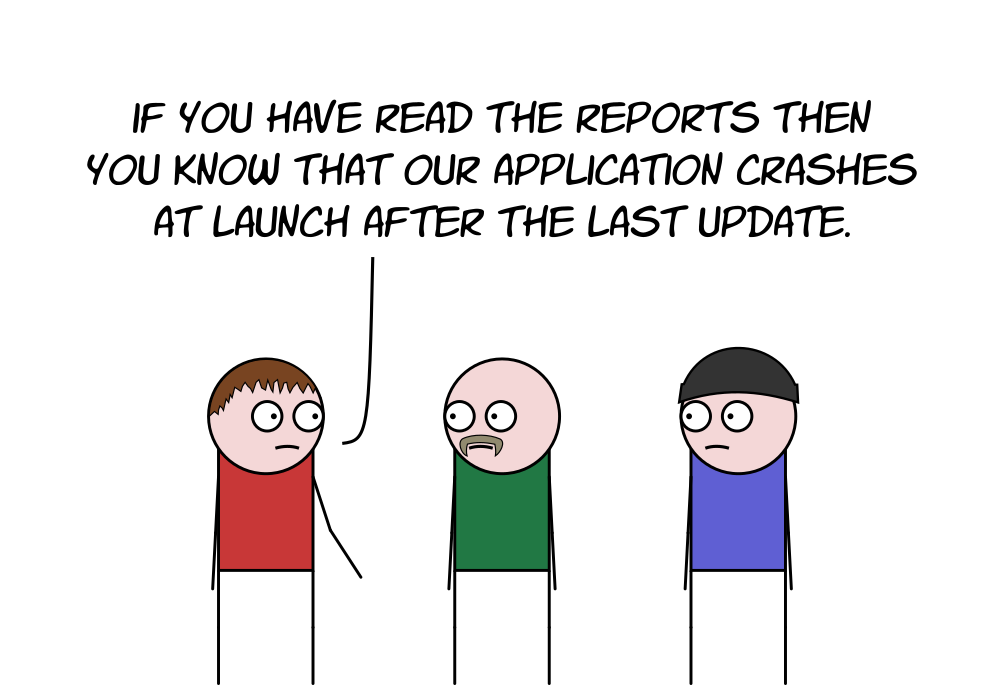 IF YOU HAVE READ THE REPORTS THEN
YOU KNOW THAT OUR APPLICATION CRASHES
AT LAUNCH AFTER THE LAST UPDATE.